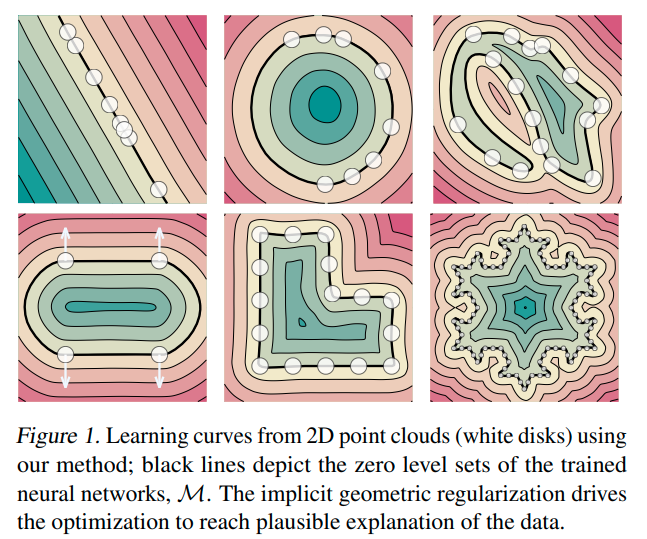 Figure 1. Learning curves from 2D point clouds (white disks) using
our method; black lines depict the zero level sets of the trained
neural networks, ℳ. The implicit geometric regularization drives
the optimization to reach plausible explanation of the data.